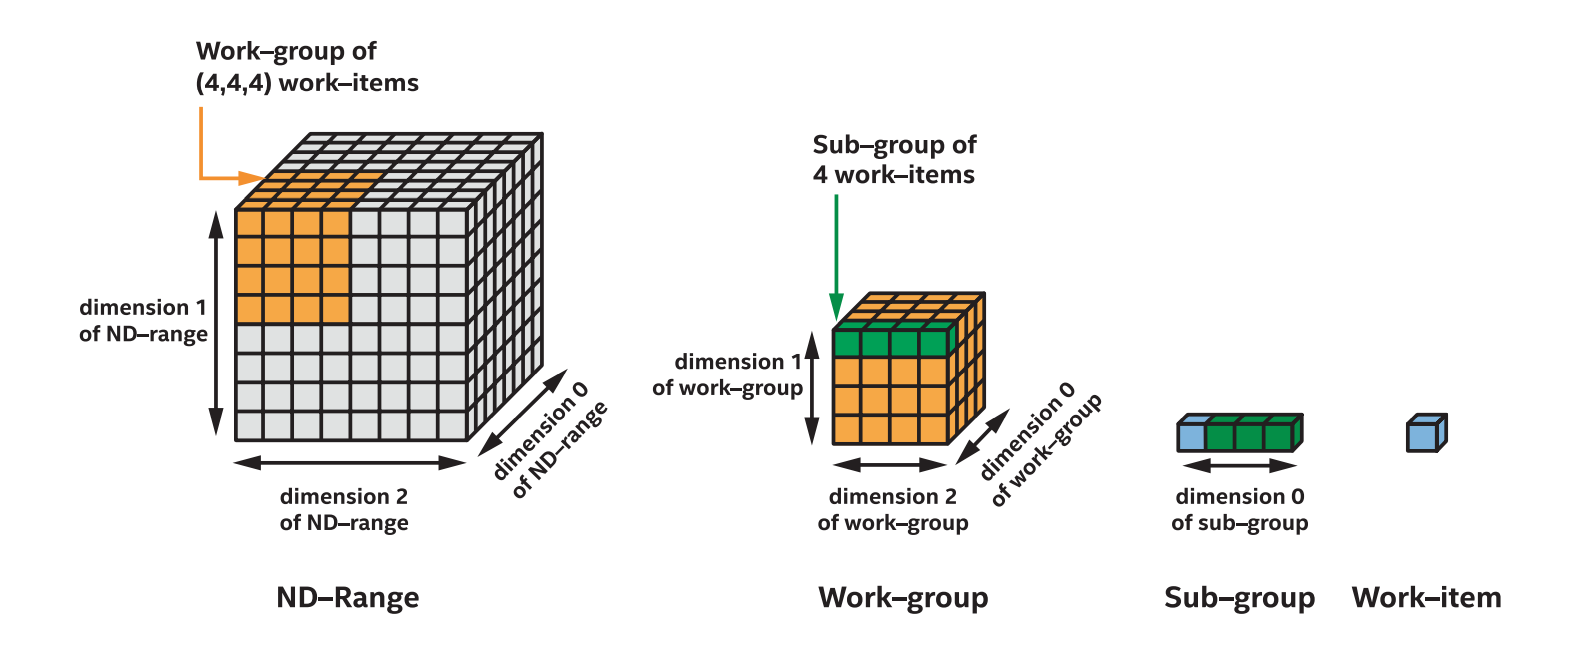 Work–group of
(4,4,4) work–items
dimension 1
of ND–range
dimension 0
of ND–range
dimension 2
of ND–range
ND–Range
Sub–group of
4 work–items
dimension 1
of work–group
dimension 0
of work–group
dimension 2
of work–group
Work–group
dimension 0
of sub–group
Sub–group
Work–item